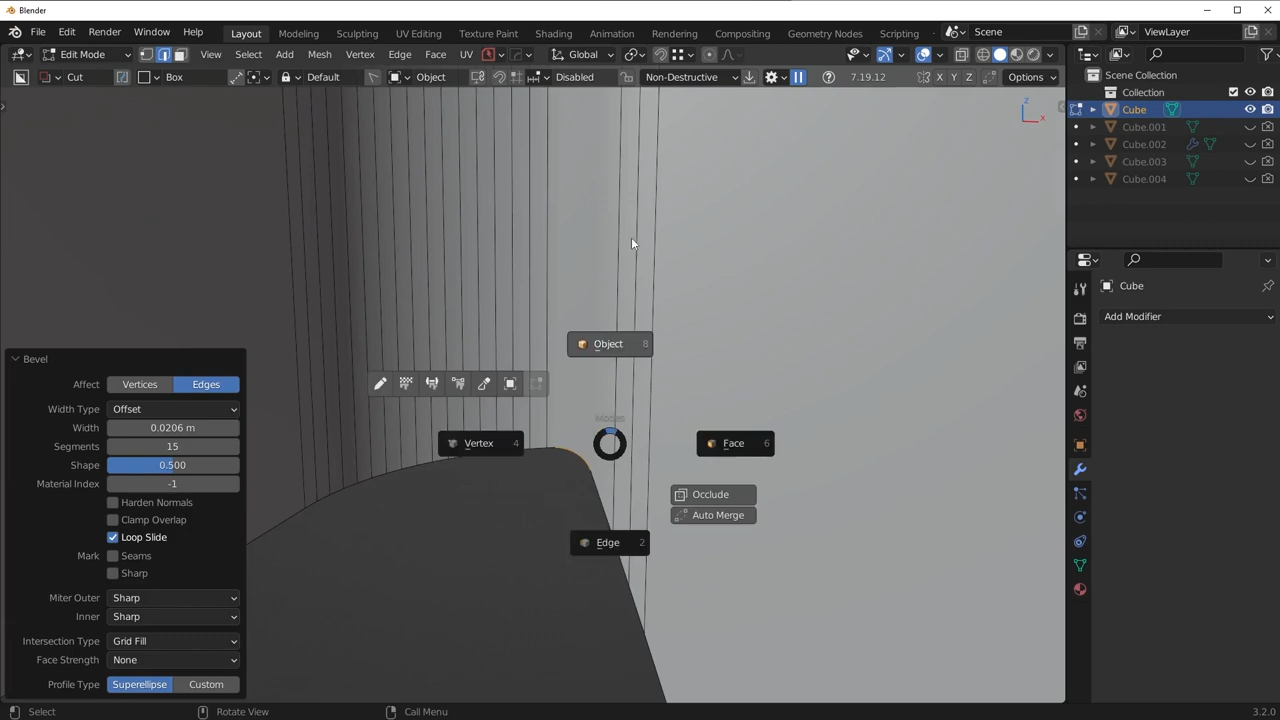 Blender
File Edit Render Window Help Layout Modeling Sculpting UV Editing Texture Paint Shading Animation Rendering Compositing Geometry Nodes Scripting Scene ViewLayer
Edit Mode View Select Add Mesh Vertex Edge Face UV Global
Cut Box Default Object Disabled Non-Destructive 7.19.12 X Y Z Options
Scene Collection
Collection
Cube
Cube.001
Cube.002
Cube.003
Cube.004
Z
X
Cube
Add Modifier
Object 8
Modes
Vertex 4
Face 6
Occlude
Auto Merge
Edge 2
Bevel
Affect Vertices Edges
Width Type Offset
Width 0.0206 m
Segments 15
Shape 0.500
Material Index -1
Harden Normals
Clamp Overlap
Loop Slide
Mark Seams
Sharp
Miter Outer Sharp
Inner Sharp
Intersection Type Grid Fill
Face Strength None
Profile Type Superellipse Custom
Select Rotate View Call Menu 3.2.0